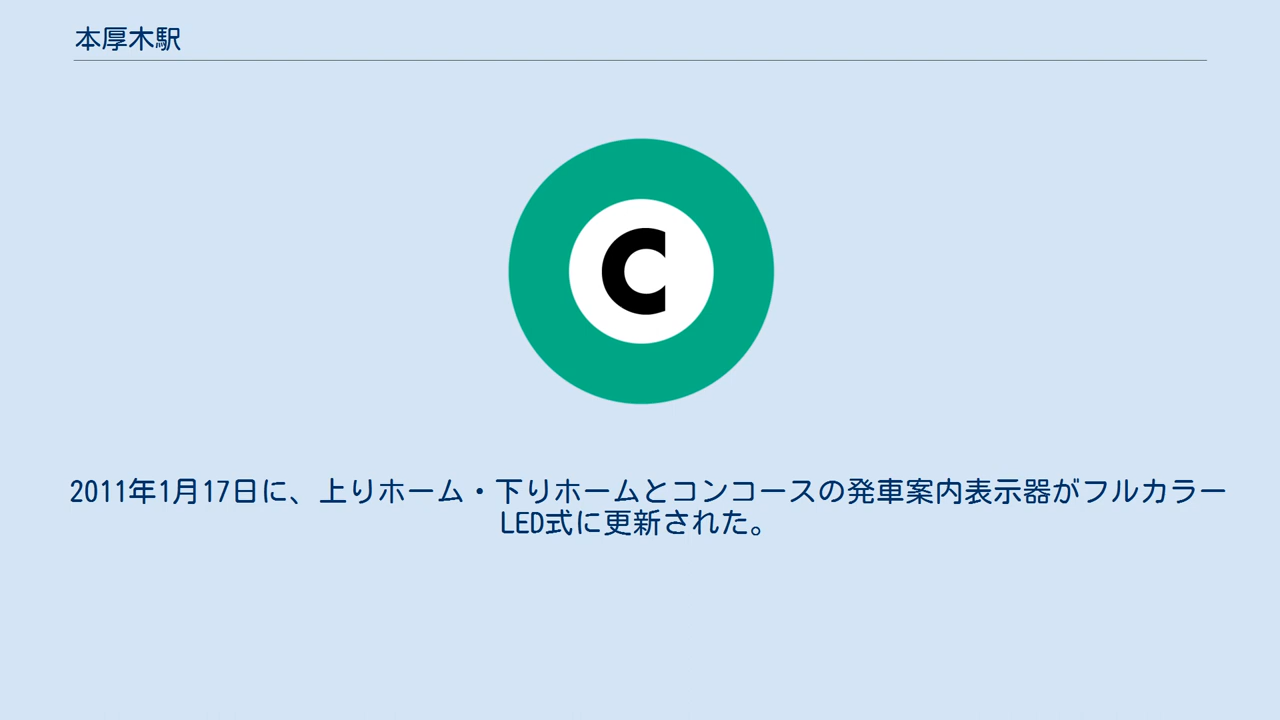 本厚木駅
C
2011年1月17日に、上りホーム・下りホームとコンコースの発車案内表示器がフルカラー
LED式に更新された。